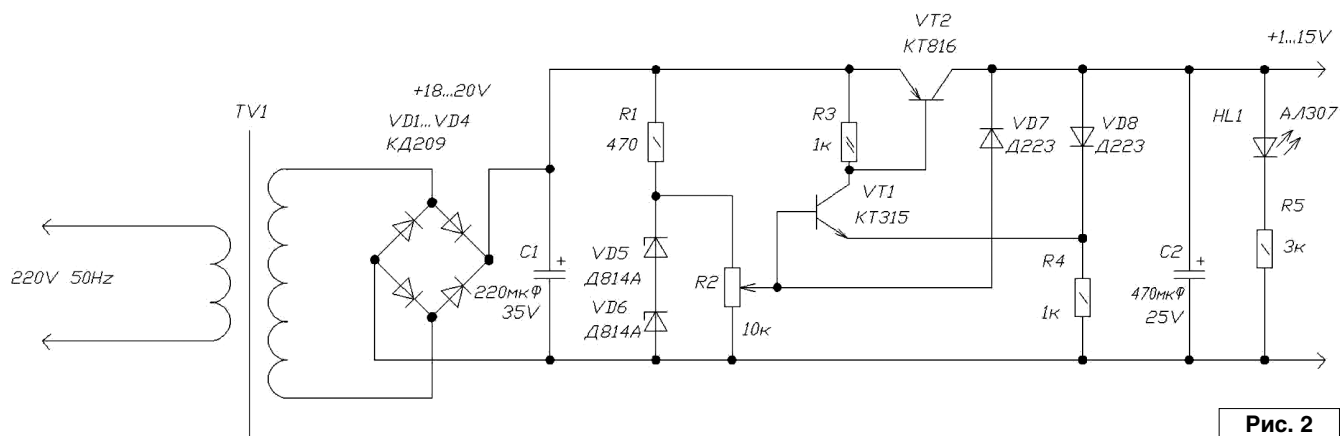 VT2
КТ816
+1...15V
+18...20V
TV1
VD1...VD4
КД209
R1
470
R3
1к
VD7
Д223
VD8
Д223
HL1
АЛ307
VT1
КТ315
R5
3к
220V 50Hz
C1
+
220мкФ
35V
VD5
Д814А
VD6
Д814А
R2
10к
R4
1к
C2
+
470мкФ
25V
Рис. 2